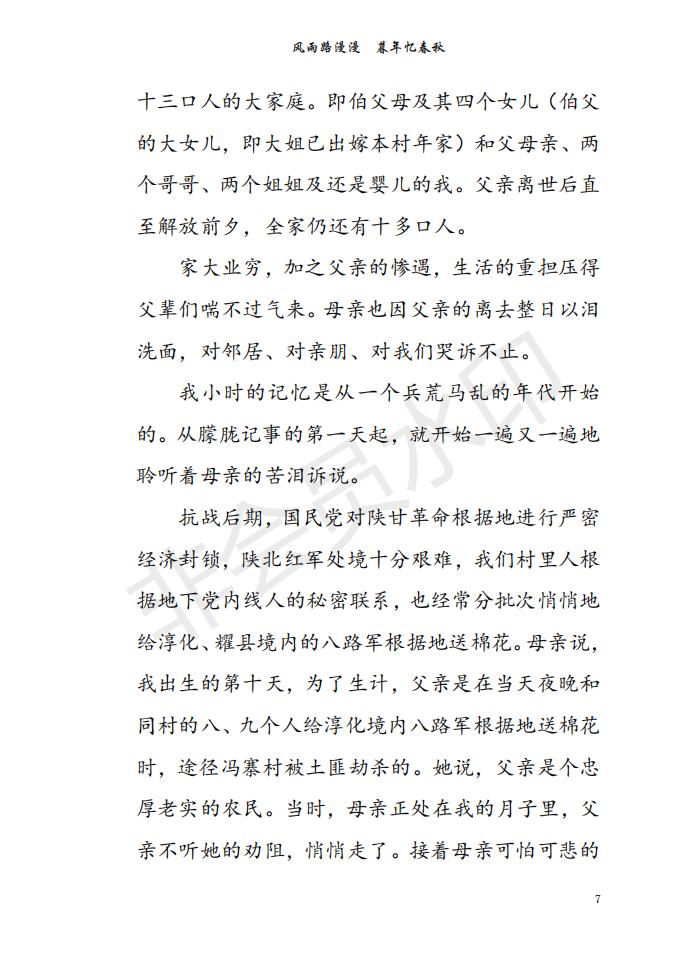 风雨路漫漫　暮年忆春秋
十三口人的大家庭。即伯父母及其四个女儿（伯父
的大女儿，即大姐已出嫁本村年家）和父母亲、两
个哥哥、两个姐姐及还是婴儿的我。父亲离世后直
至解放前夕，全家仍还有十多口人。
家大业穷，加之父亲的惨遇，生活的重担压得
父辈们喘不过气来。母亲也因父亲的离去整日以泪
洗面，对邻居、对亲朋、对我们哭诉不止。
我小时的记忆是从一个兵荒马乱的年代开始
的。从朦胧记事的第一天起，就开始一遍又一遍地
聆听着母亲的苦泪诉说。
抗战后期，国民党对陕甘革命根据地进行严密
经济封锁，陕北红军处境十分艰难，我们村里人根
据地下党内线人的秘密联系，也经常分批次悄悄地
给淳化、耀县境内的八路军根据地送棉花。母亲说，
我出生的第十天，为了生计，父亲是在当天夜晚和
同村的八、九个人给淳化境内八路军根据地送棉花
时，途径冯寨村被土匪劫杀的。她说，父亲是个忠
厚老实的农民。当时，母亲正处在我的月子里，父
亲不听她的劝阻，悄悄走了。接着母亲可怕可悲的
7
非会员水印